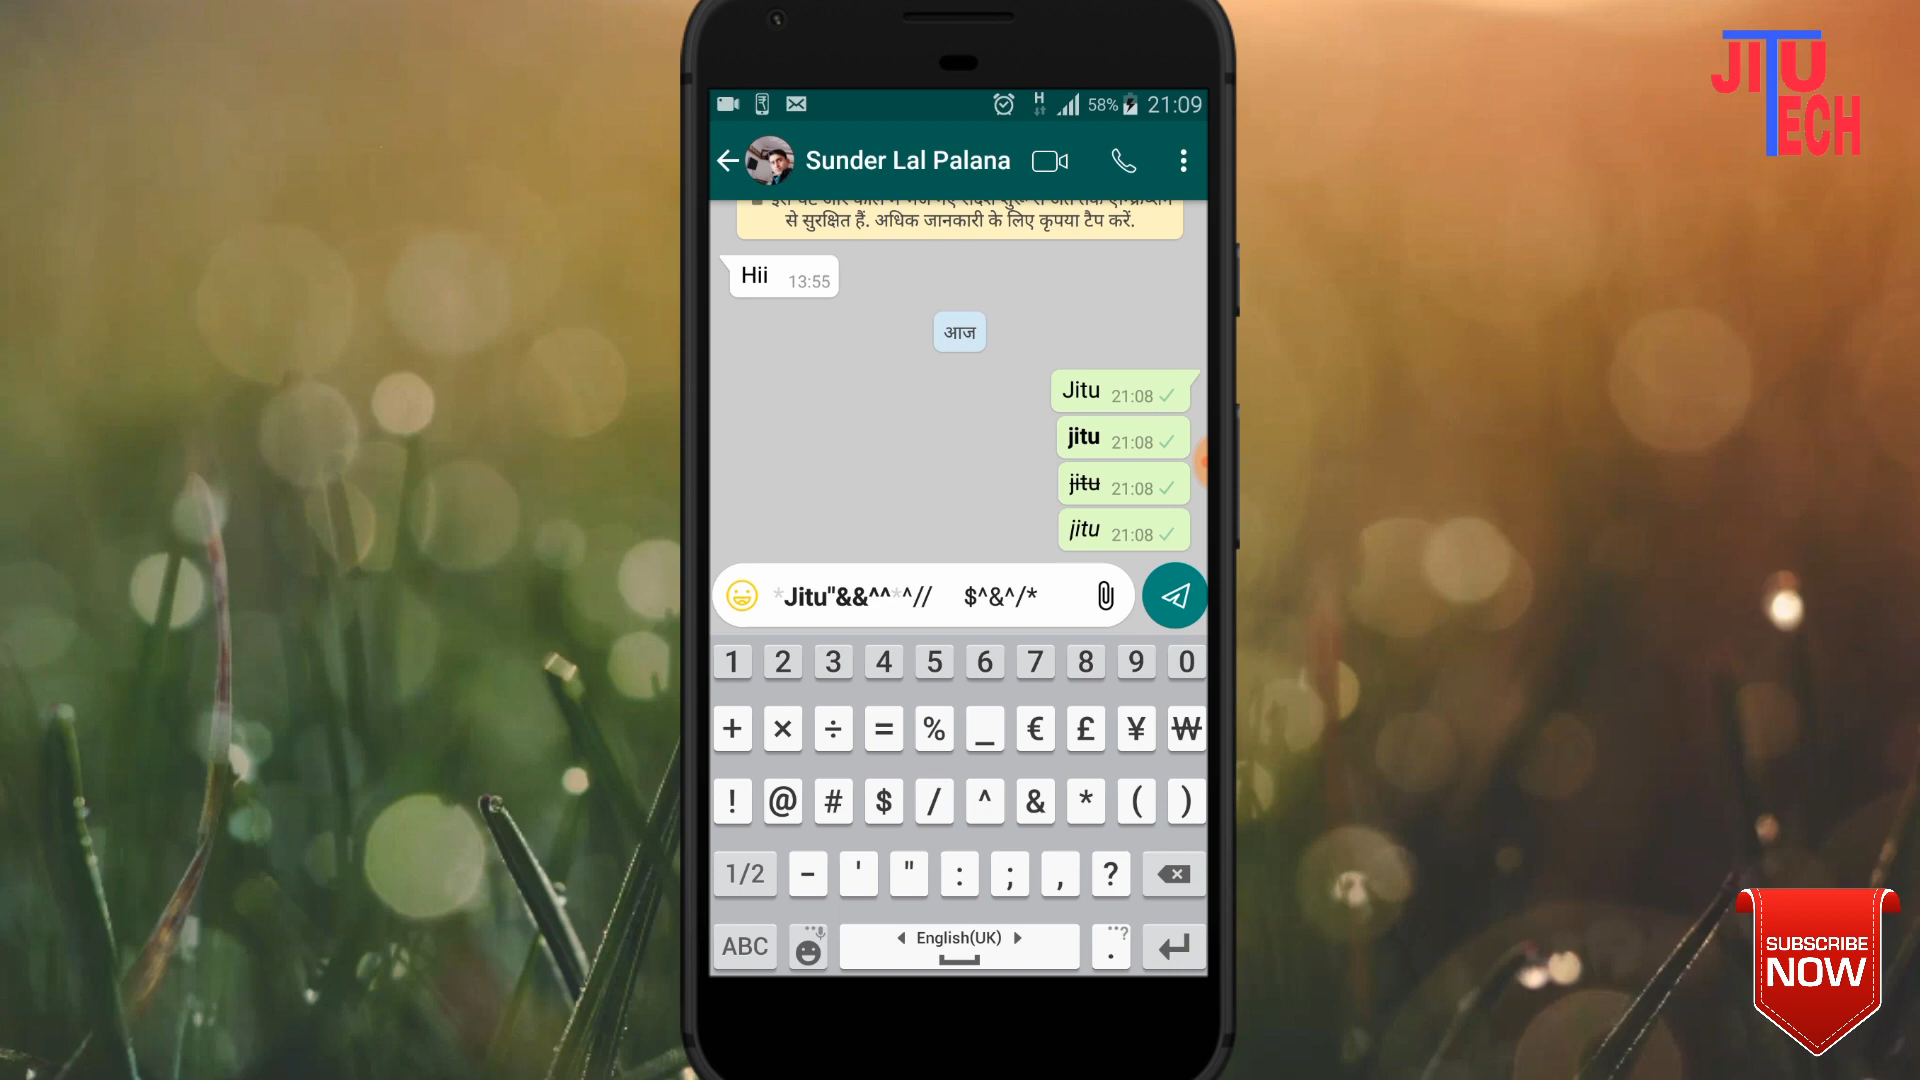 JITU
TECH
58% 21:09
Sunder Lal Palana
से सुरक्षित हैं. अधिक जानकारी के लिए कृपया टैप करें.
Hii 13:55
आज
Jitu 21:08
jitu 21:08
jitu 21:08
jitu 21:08
*Jitu"&&^^*^// $^&^/*
1 2 3 4 5 6 7 8 9 0
+ × ÷ = % _ € £ ¥ ₩
! @ # $ / ^ & * ( )
1/2 - ' " : ; , ?
ABC English(UK) .
SUBSCRIBE
NOW